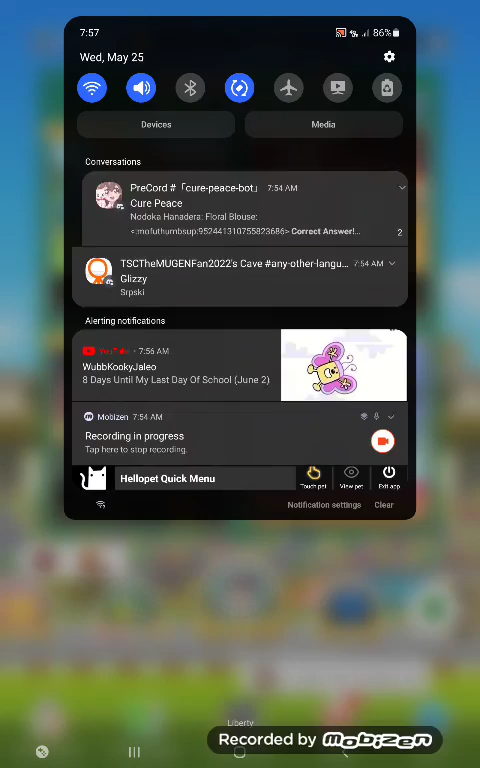 7:57
86%
Wed, May 25
Devices
Media
Conversations
PreCord # 「cure-peace-bot」 7:54 AM
Cure Peace
Nodoka Hanadera: Floral Blouse:
<:mofuthumbsup:952441310755823686> Correct Answer!...
2
TSCTheMUGENFan2022's Cave #any-other-langu... 7:54 AM
Glizzy
Srpski
Alerting notifications
YouTube • 7:56 AM
WubbKookyJaleo
8 Days Until My Last Day Of School (June 2)
Mobizen 7:54 AM
Recording in progress
Tap here to stop recording.
Hellopet Quick Menu
Touch pet
View pet
Exit app
Notification settings
Clear
Liberty
Recorded by mobizen